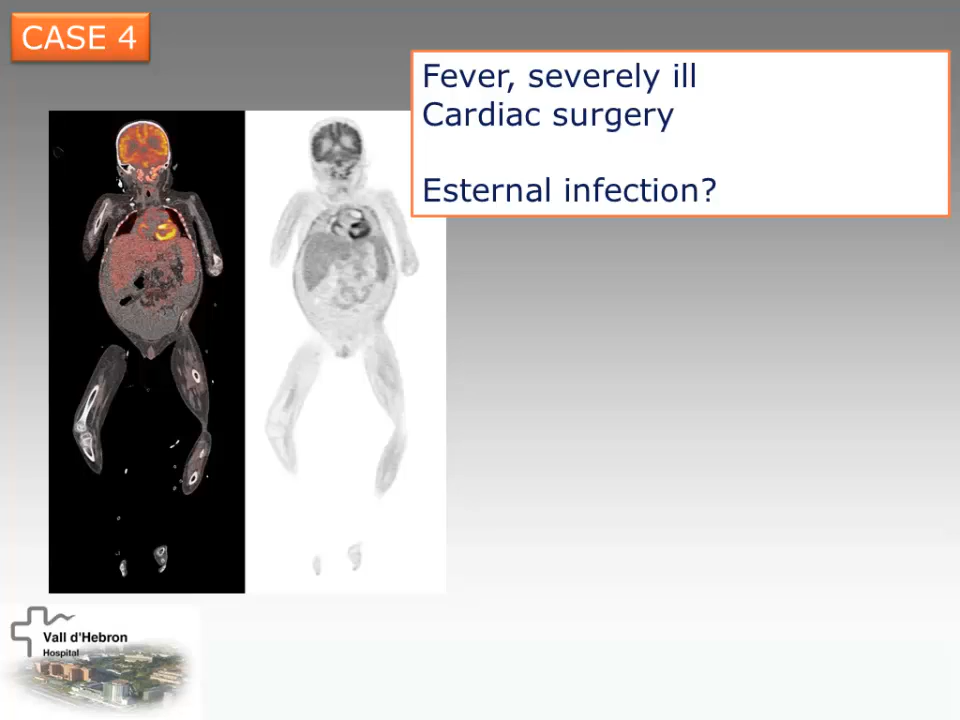 CASE 4
Fever, severely ill
Cardiac surgery
Esternal infection?
Vall d'Hebron
Hospital